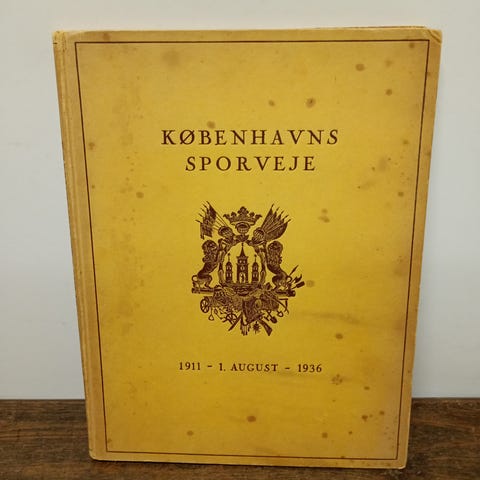 KØBENHAVNS
SPORVEJE
1911 - 1. AUGUST - 1936